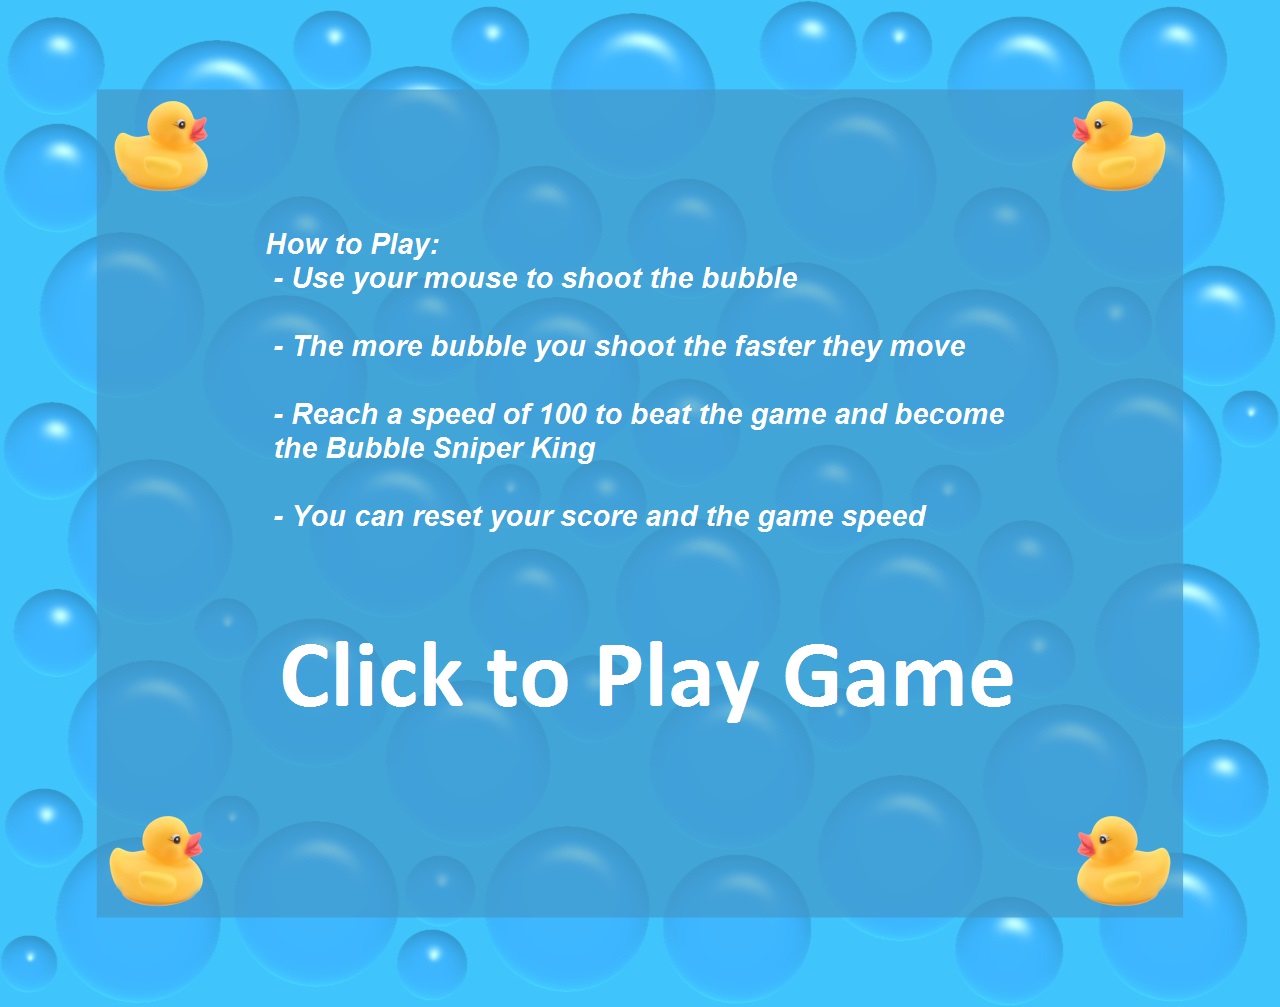 How to Play:
- Use your mouse to shoot the bubble
- The more bubble you shoot the faster they move
- Reach a speed of 100 to beat the game and become
the Bubble Sniper King
- You can reset your score and the game speed
Click to Play Game